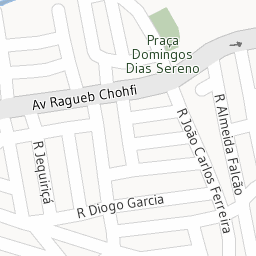 Praça
Domingos
Dias Sereno
Av Ragueb Chohfi
R Almeida Falcão
R João Carlos Ferreira
R Jequiriçá
R Diogo Garcia